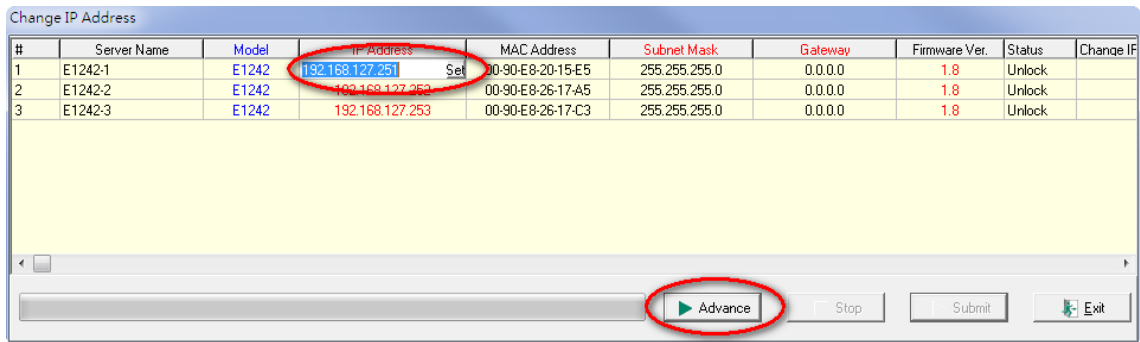 Change IP Address
# Server Name Model IP Address MAC Address Subnet Mask Gateway Firmware Ver. Status Change IF
1 E1242-1 E1242 192.168.127.251 Set 00-90-E8-20-15-E5 255.255.255.0 0.0.0.0 1.8 Unlock
2 E1242-2 E1242 192.168.127.252 00-90-E8-26-17-A5 255.255.255.0 0.0.0.0 1.8 Unlock
3 E1242-3 E1242 192.168.127.253 00-90-E8-26-17-C3 255.255.255.0 0.0.0.0 1.8 Unlock
Advance Stop Submit Exit